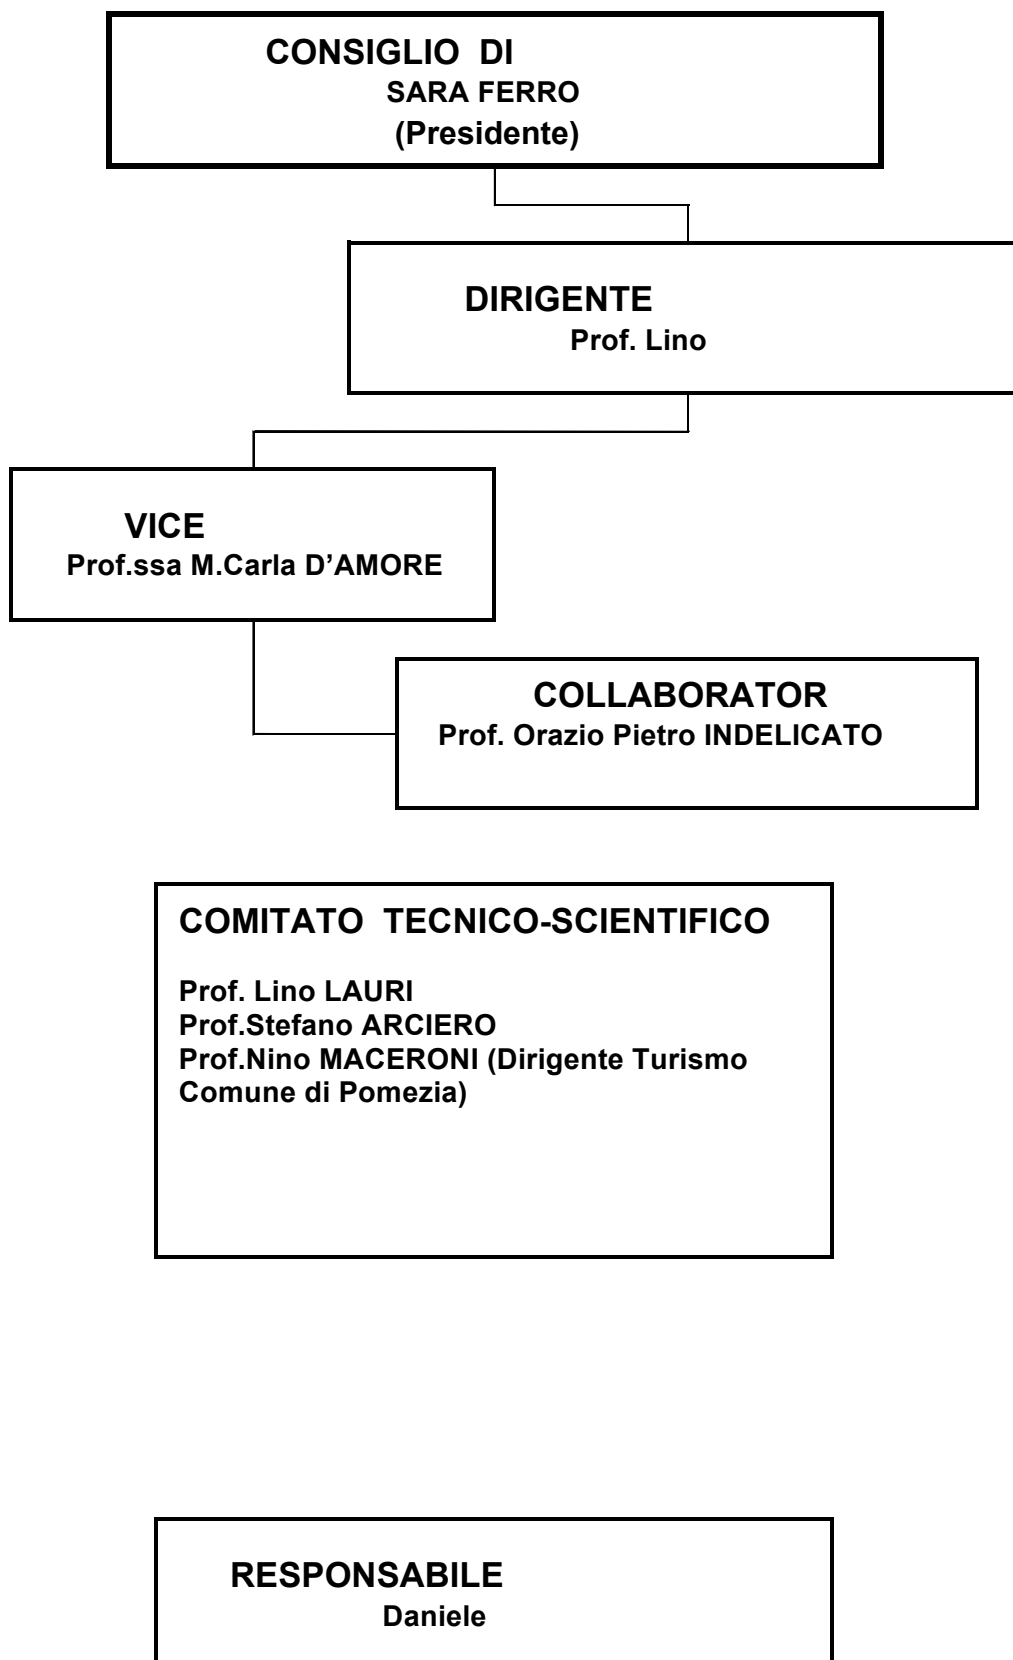 CONSIGLIO DI
SARA FERRO
(Presidente)
DIRIGENTE
Prof. Lino
VICE
Prof.ssa M.Carla D’AMORE
COLLABORATOR
Prof. Orazio Pietro INDELICATO
COMITATO TECNICO-SCIENTIFICO
Prof. Lino LAURI
Prof.Stefano ARCIERO
Prof.Nino MACERONI (Dirigente Turismo
Comune di Pomezia)
RESPONSABILE
Daniele